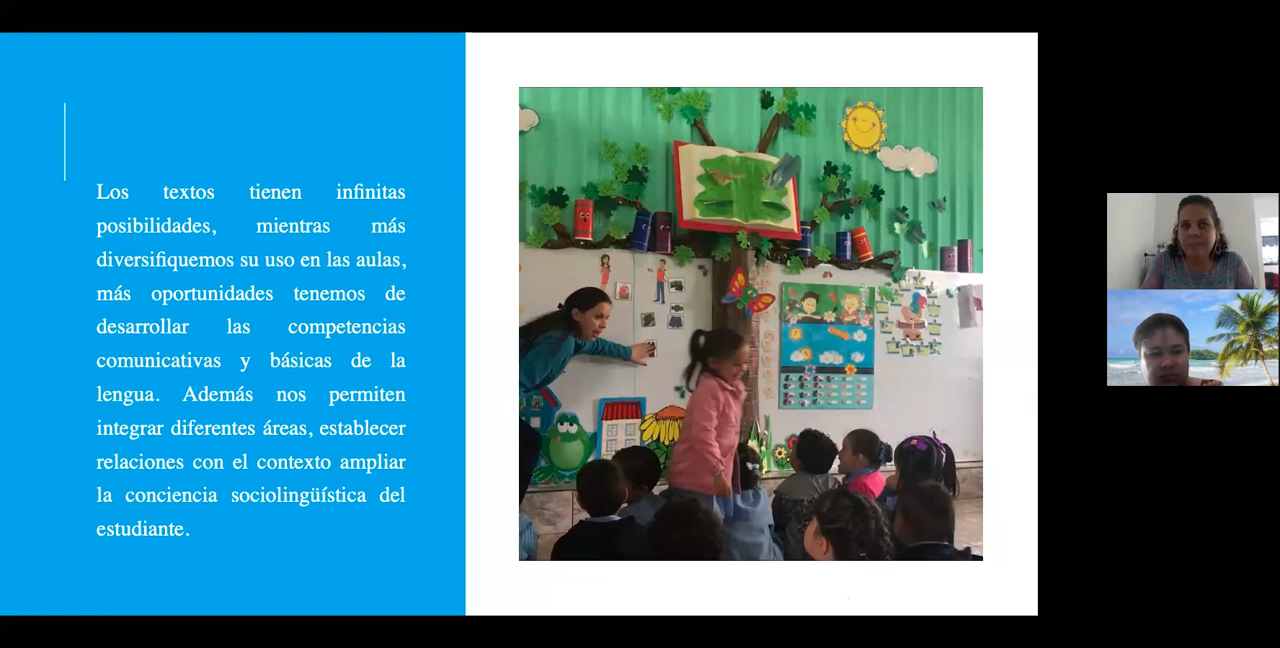 Los textos tienen infinitas
posibilidades, mientras más
diversifiquemos su uso en las aulas,
más oportunidades tenemos de
desarrollar las competencias
comunicativas y básicas de la
lengua. Además nos permiten
integrar diferentes áreas, establecer
relaciones con el contexto ampliar
la conciencia sociolingüística del
estudiante.